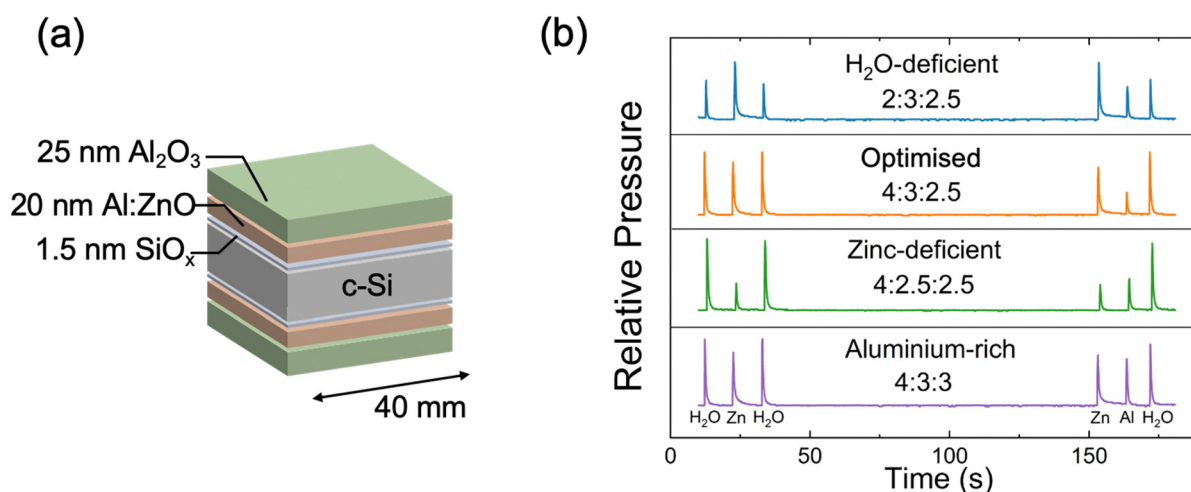 (a)
25 nm Al₂O₃
20 nm Al:ZnO
1.5 nm SiOₓ
c-Si
40 mm
(b)
Relative Pressure
H₂O-deficient
2:3:2.5
Optimised
4:3:2.5
Zinc-deficient
4:2.5:2.5
Aluminium-rich
4:3:3
H₂O Zn H₂O Zn Al H₂O
0 50 100 150
Time (s)